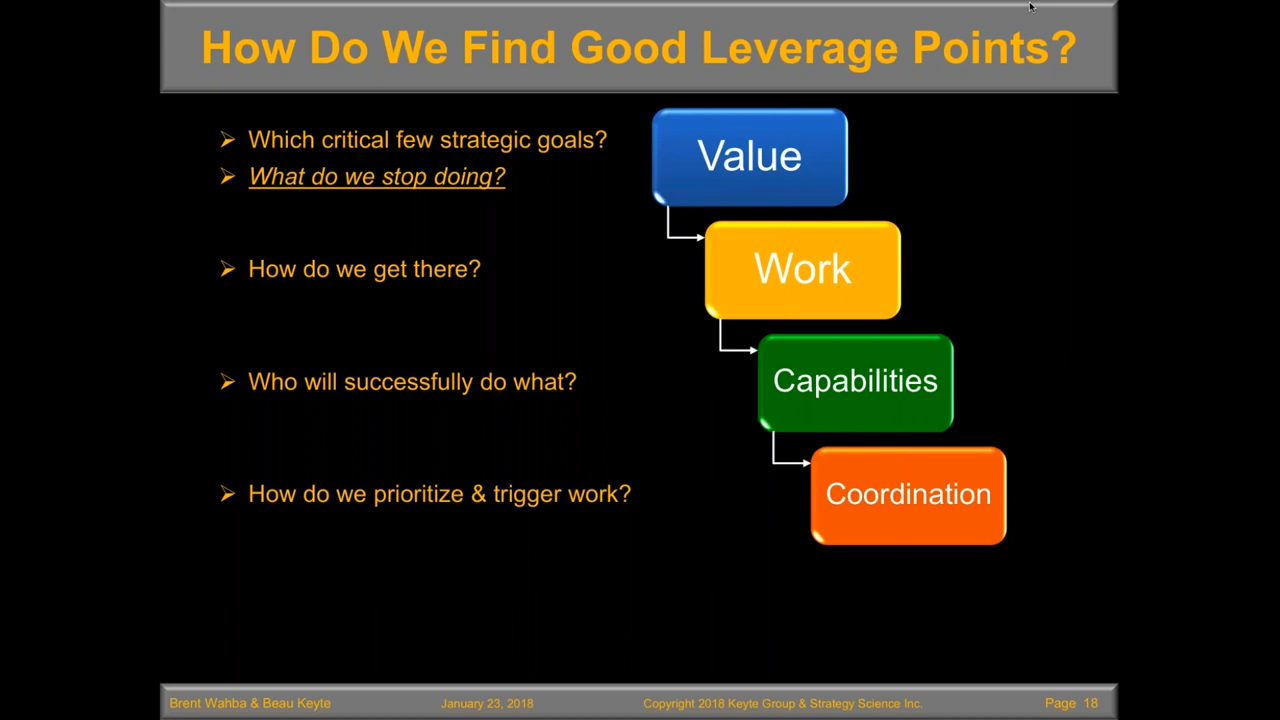 How Do We Find Good Leverage Points?
Which critical few strategic goals?
What do we stop doing?
Value
How do we get there?
Work
Who will successfully do what?
Capabilities
How do we prioritize & trigger work?
Coordination
Brent Wahba & Beau Keyte January 23, 2018 Copyright 2018 Keyte Group & Strategy Science Inc. Page 18